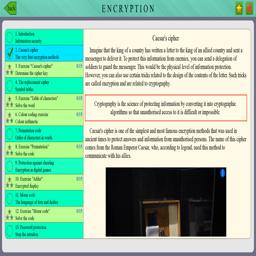 Back
ENCRYPTION
1. Introduction
Information security
2. Caesar's cipher
The very first encryption methods
3. Exercise "Caesar's cipher"
Determine the cipher key
4. The replacement cipher
Symbol tables
5. Exercise "Table of characters"
Solve the word
6. Colour coding exercise
Colour arithmetic
7. Permutation code
Order of characters in words
8. Exercise "Permutation"
Solve the code
9. Protection against cheating
Encryption in digital games
10. Exercise "Adder"
Encrypted display
11. Morse code
The language of dots and dashes
12. Exercise "Morse code"
Solve the code
13. Password protection
Stop the intruders
Caesar's cipher
Imagine that the king of a country has written a letter to the king of an allied country and sent a
messenger to deliver it. To protect this information from enemies, you can send a delegation
of soldiers to guard the messenger. This would be the physical level of information protection.
However, you can also use certain tricks related to the design of the contents of the letter. Such tricks
are called encryption and are related to cryptography.
Cryptography is the science of protecting information by converting it into cryptographic
algorithms so that unauthorised access to it is difficult or impossible.
Caesar's cipher is one of the simplest and most famous encryption methods that was used in
ancient times to protect answers and information from unauthorised persons. The name of this cipher
comes from the Roman Emperor Caesar, who, according to legend, used this method to
communicate with his allies.